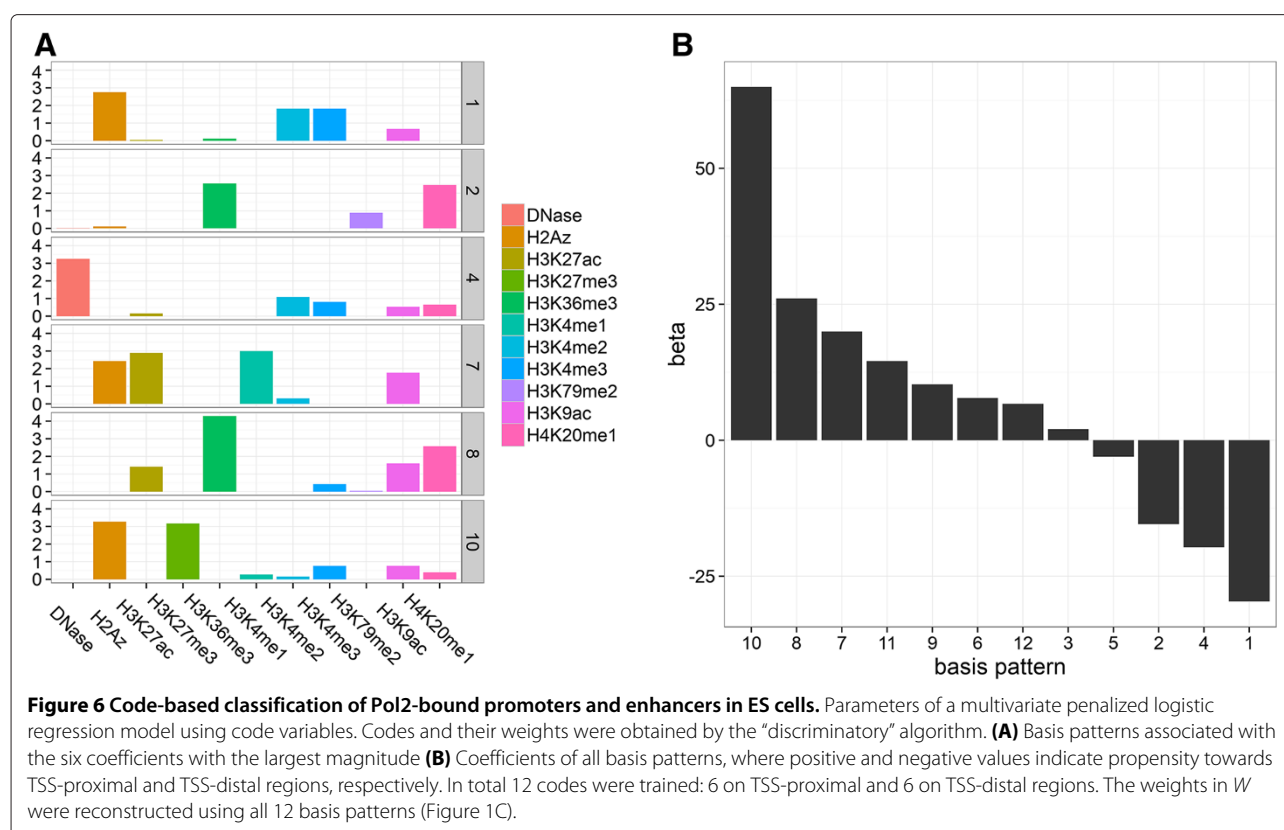 A
4
3
2
1
0
1
4
3
2
1
0
2
4
3
2
1
0
4
4
3
2
1
0
7
4
3
2
1
0
8
4
3
2
1
0
10
DNase
H2Az
H3K27ac
H3K27me3
H3K36me3
H3K4me1
H3K4me2
H3K4me3
H3K79me2
H3K9ac
H4K20me1
DNase
H2Az
H3K27ac
H3K27me3
H3K36me3
H3K4me1
H3K4me2
H3K4me3
H3K79me2
H3K9ac
H4K20me1
B
beta
50
25
0
-25
10 8 7 11 9 6 12 3 5 2 4 1
basis pattern
Figure 6 Code-based classification of Pol2-bound promoters and enhancers in ES cells. Parameters of a multivariate penalized logistic
regression model using code variables. Codes and their weights were obtained by the “discriminatory” algorithm. (A) Basis patterns associated with
the six coefficients with the largest magnitude (B) Coefficients of all basis patterns, where positive and negative values indicate propensity towards
TSS-proximal and TSS-distal regions, respectively. In total 12 codes were trained: 6 on TSS-proximal and 6 on TSS-distal regions. The weights in W
were reconstructed using all 12 basis patterns (Figure 1C).